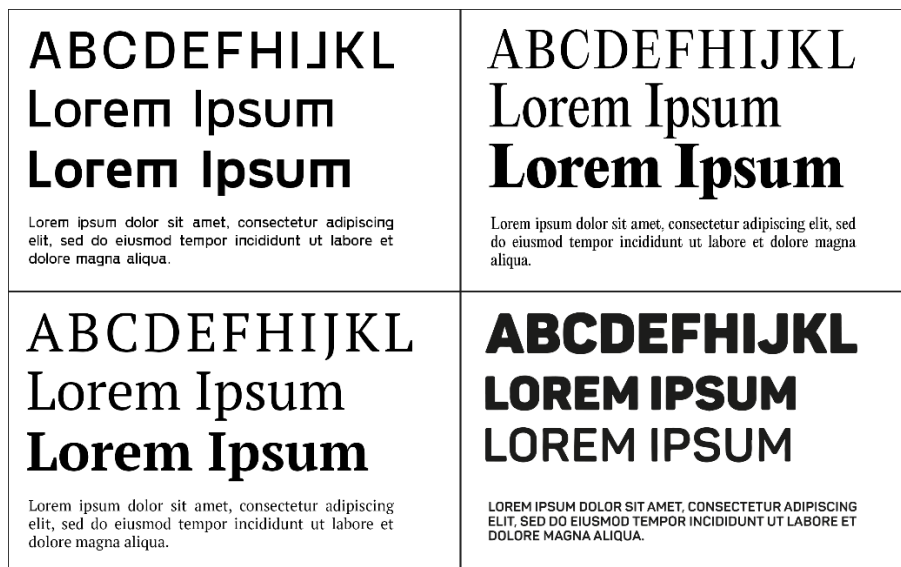 ABCDEFHIJKL
Lorem Ipsum
Lorem Ipsum
Lorem ipsum dolor sit amet, consectetur adipiscing
elit, sed do eiusmod tempor incididunt ut labore et
dolore magna aliqua.
ABCDEFHIJKL
Lorem Ipsum
Lorem Ipsum
Lorem ipsum dolor sit amet, consectetur adipiscing elit, sed
do eiusmod tempor incididunt ut labore et dolore magna
aliqua.
ABCDEFHIJKL
Lorem Ipsum
Lorem Ipsum
Lorem ipsum dolor sit amet, consectetur adipiscing
elit, sed do eiusmod tempor incididunt ut labore et
dolore magna aliqua.
ABCDEFHIJKL
LOREM IPSUM
LOREM IPSUM
LOREM IPSUM DOLOR SIT AMET, CONSECTETUR ADIPISCING
ELIT, SED DO EIUSMOD TEMPOR INCIDIDUNT UT LABORE ET
DOLORE MAGNA ALIQUA.